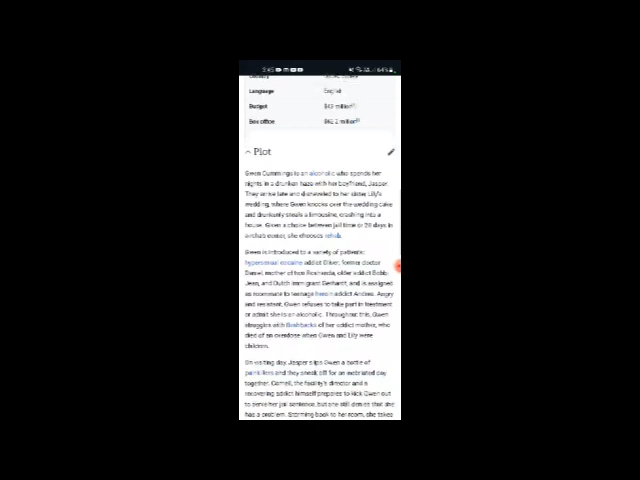 Language English
Budget $43 million
Box office $62.2 million
Plot
Gwen Cummings is an alcoholic who spends her
nights in a drunken haze with her boyfriend, Jasper.
They arrive late and disheveled to her sister Lily's
wedding, where Gwen knocks over the wedding cake
and drunkenly steals a limousine, crashing into a
house. Given a choice between jail time or 28 days in
a rehab center, she chooses rehab.
Gwen is introduced to a variety of patients:
hypersexual cocaine addict Oliver, former doctor
Daniel, mother of two Roshanda, older addict Bobbi
Jean, and Dutch immigrant Gerhardt, and is assigned
as roommate to teenage heroin addict Andrea. Angry
and resistant, Gwen refuses to take part in treatment
or admit she is an alcoholic. Throughout this, Gwen
struggles with flashbacks of her addict mother, who
died of an overdose when Gwen and Lily were
children.
On visiting day, Jasper slips Gwen a bottle of
painkillers and they sneak off for an inebriated day
together. Cornell, the facility's director and a
recovering addict himself prepares to kick Gwen out
to serve her jail sentence, but she still denies that she
has a problem. Storming back to her room, she takes